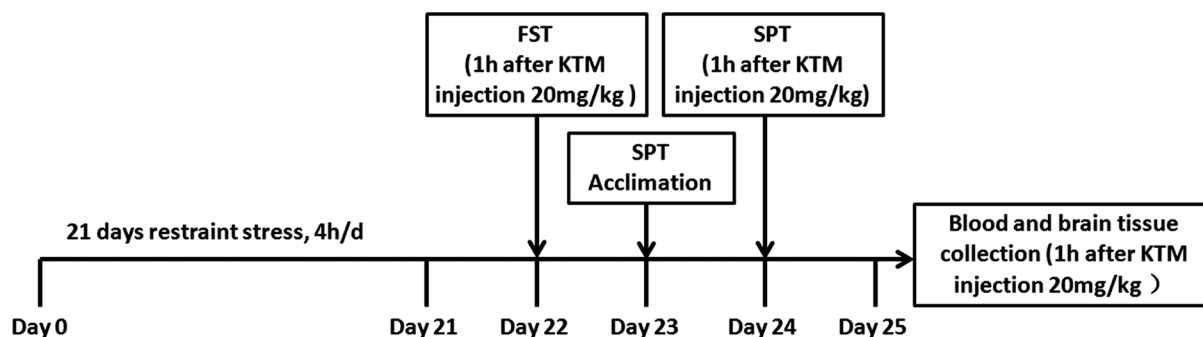 FST
(1h after KTM
injection 20mg/kg )
SPT
(1h after KTM
injection 20mg/kg)
SPT
Acclimation
21 days restraint stress, 4h/d
Blood and brain tissue
collection (1h after KTM
injection 20mg/kg ）
Day 0
Day 21
Day 22
Day 23
Day 24
Day 25